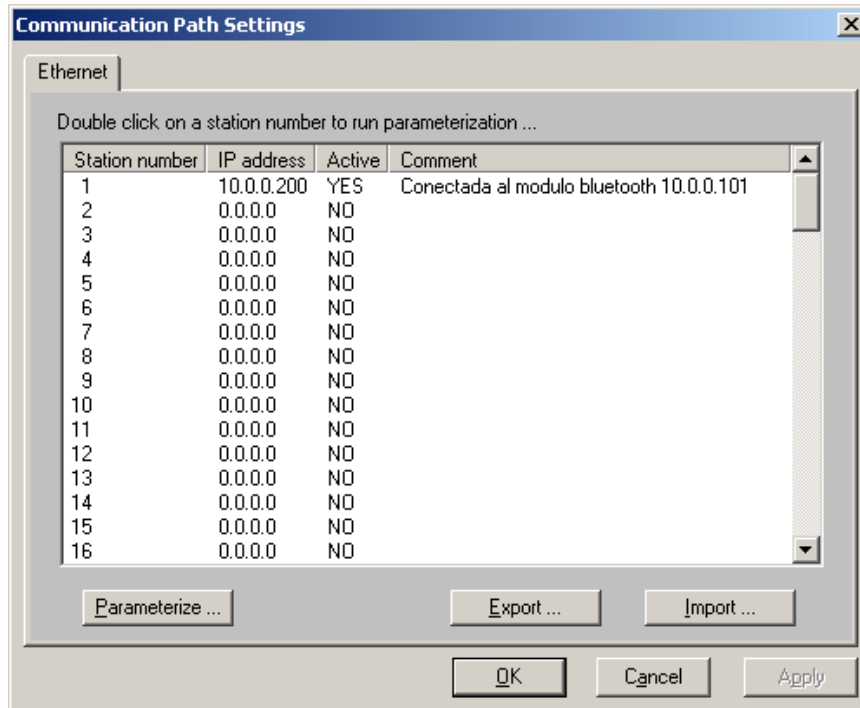 Communication Path Settings
Ethernet
Double click on a station number to run parameterization ...
Station number IP address Active Comment
1 10.0.0.200 YES Conectada al modulo bluetooth 10.0.0.101
2 0.0.0.0 NO
3 0.0.0.0 NO
4 0.0.0.0 NO
5 0.0.0.0 NO
6 0.0.0.0 NO
7 0.0.0.0 NO
8 0.0.0.0 NO
9 0.0.0.0 NO
10 0.0.0.0 NO
11 0.0.0.0 NO
12 0.0.0.0 NO
13 0.0.0.0 NO
14 0.0.0.0 NO
15 0.0.0.0 NO
16 0.0.0.0 NO
Parameterize ... Export ... Import ...
OK Cancel Apply